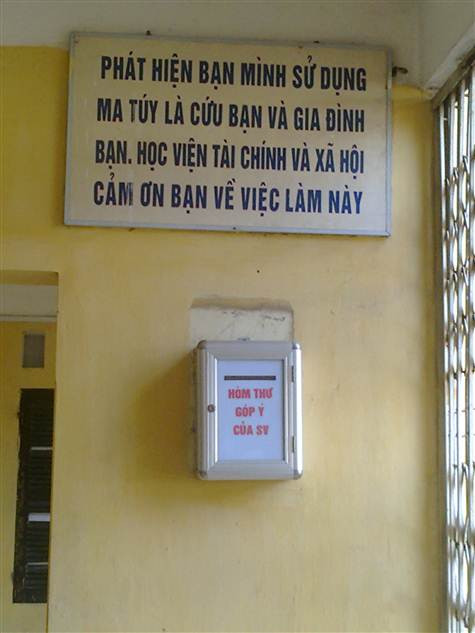 PHÁT HIỆN BẠN MÌNH SỬ DỤNG
MA TÚY LÀ CỨU BẠN VÀ GIA ĐÌNH
BẠN. HỌC VIỆN TÀI CHÍNH VÀ XÃ HỘI
CẢM ƠN BẠN VỀ VIỆC LÀM NÀY
HÒM THƯ
GÓP Ý
CỦA SV